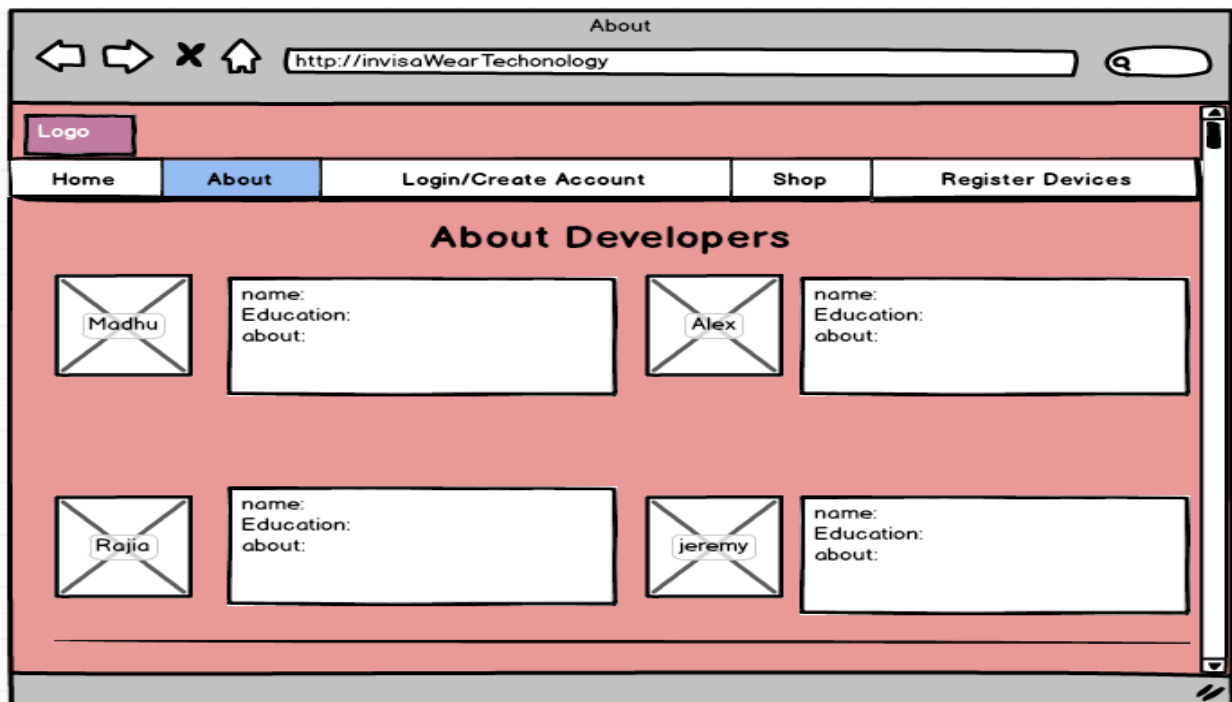 About
http://invisaWearTechonology
Logo
Home About Login/Create Account Shop Register Devices
About Developers
Madhu
name:
Education:
about:
Alex
name:
Education:
about:
Rajia
name:
Education:
about:
jeremy
name:
Education:
about: